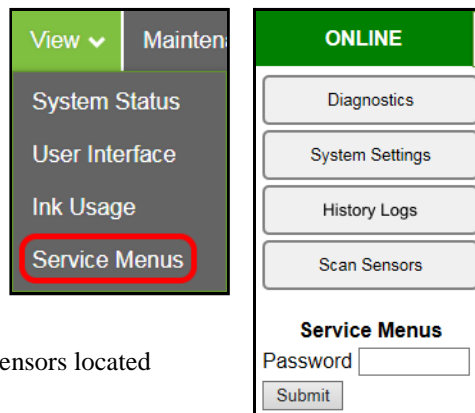 View Mainten
System Status
User Interface
Ink Usage
Service Menus
ensors located
ONLINE
Diagnostics
System Settings
History Logs
Scan Sensors
Service Menus
Password
Submit